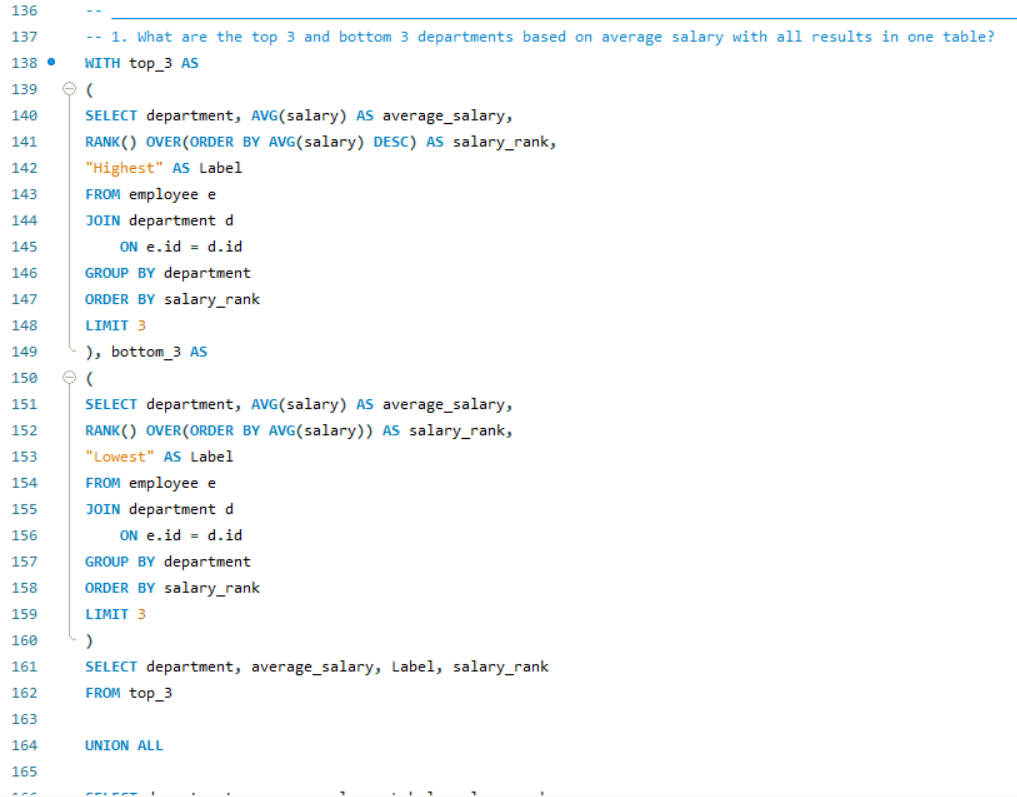 136 -- ______________________________
137 -- 1. What are the top 3 and bottom 3 departments based on average salary with all results in one table?
138 WITH top_3 AS
139 (
140 SELECT department, AVG(salary) AS average_salary,
141 RANK() OVER(ORDER BY AVG(salary) DESC) AS salary_rank,
142 "Highest" AS Label
143 FROM employee e
144 JOIN department d
145 ON e.id = d.id
146 GROUP BY department
147 ORDER BY salary_rank
148 LIMIT 3
149 ), bottom_3 AS
150 (
151 SELECT department, AVG(salary) AS average_salary,
152 RANK() OVER(ORDER BY AVG(salary)) AS salary_rank,
153 "Lowest" AS Label
154 FROM employee e
155 JOIN department d
156 ON e.id = d.id
157 GROUP BY department
158 ORDER BY salary_rank
159 LIMIT 3
160 )
161 SELECT department, average_salary, Label, salary_rank
162 FROM top_3
163
164 UNION ALL
165